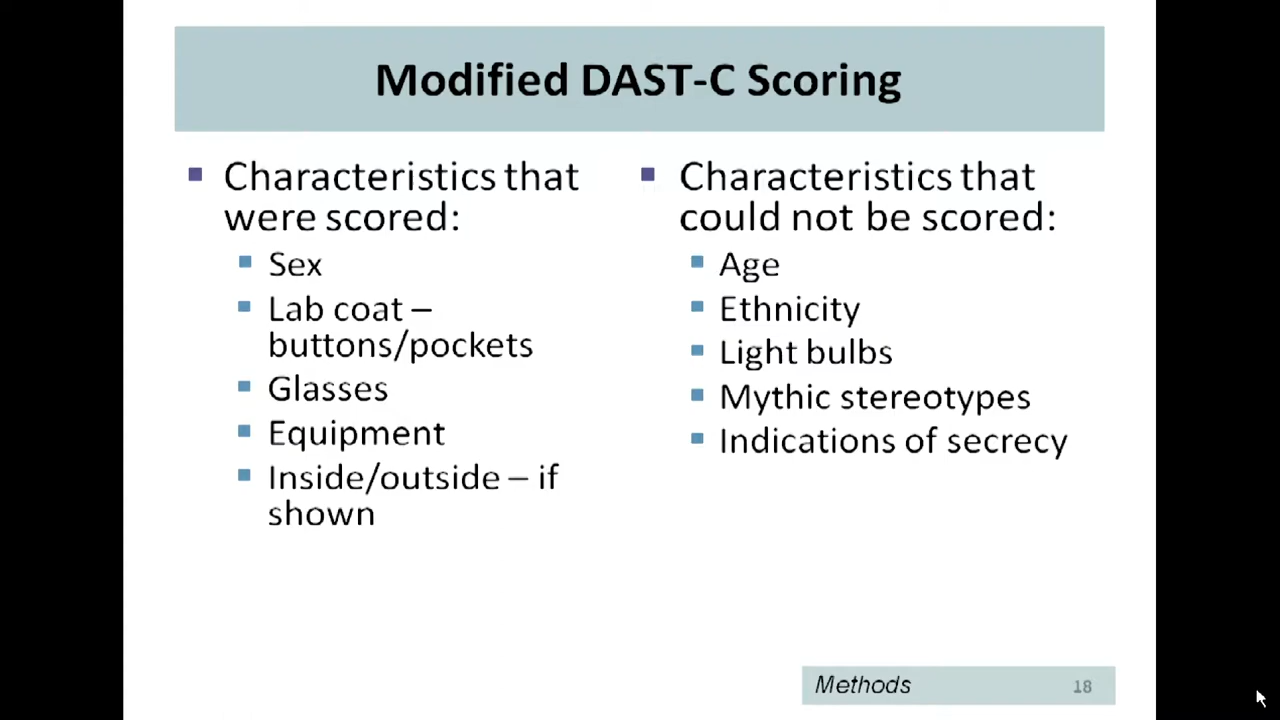 Modified DAST-C Scoring
Characteristics that
were scored:
Sex
Lab coat –
buttons/pockets
Glasses
Equipment
Inside/outside – if
shown
Characteristics that
could not be scored:
Age
Ethnicity
Light bulbs
Mythic stereotypes
Indications of secrecy
Methods 18